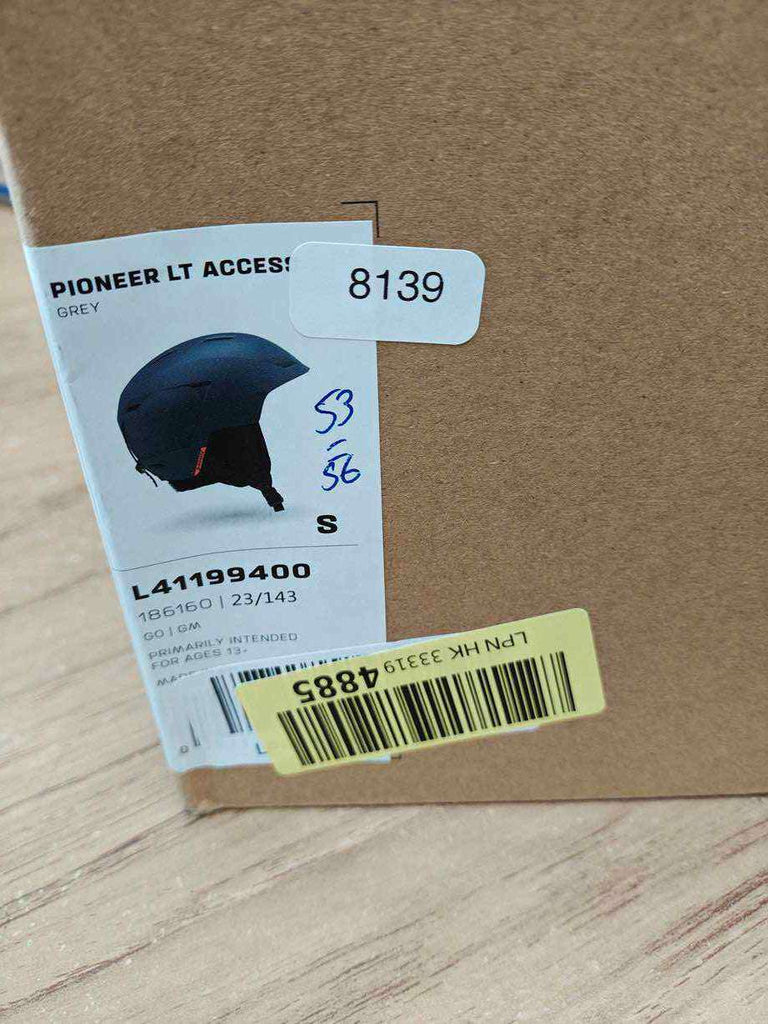 PIONEER LT ACCESS
GREY
8139
53
-
56
S
L41199400
186160 | 23/143
GO | GM
PRIMARILY INTENDED
FOR AGES 13+
LPN HK 33319 4885